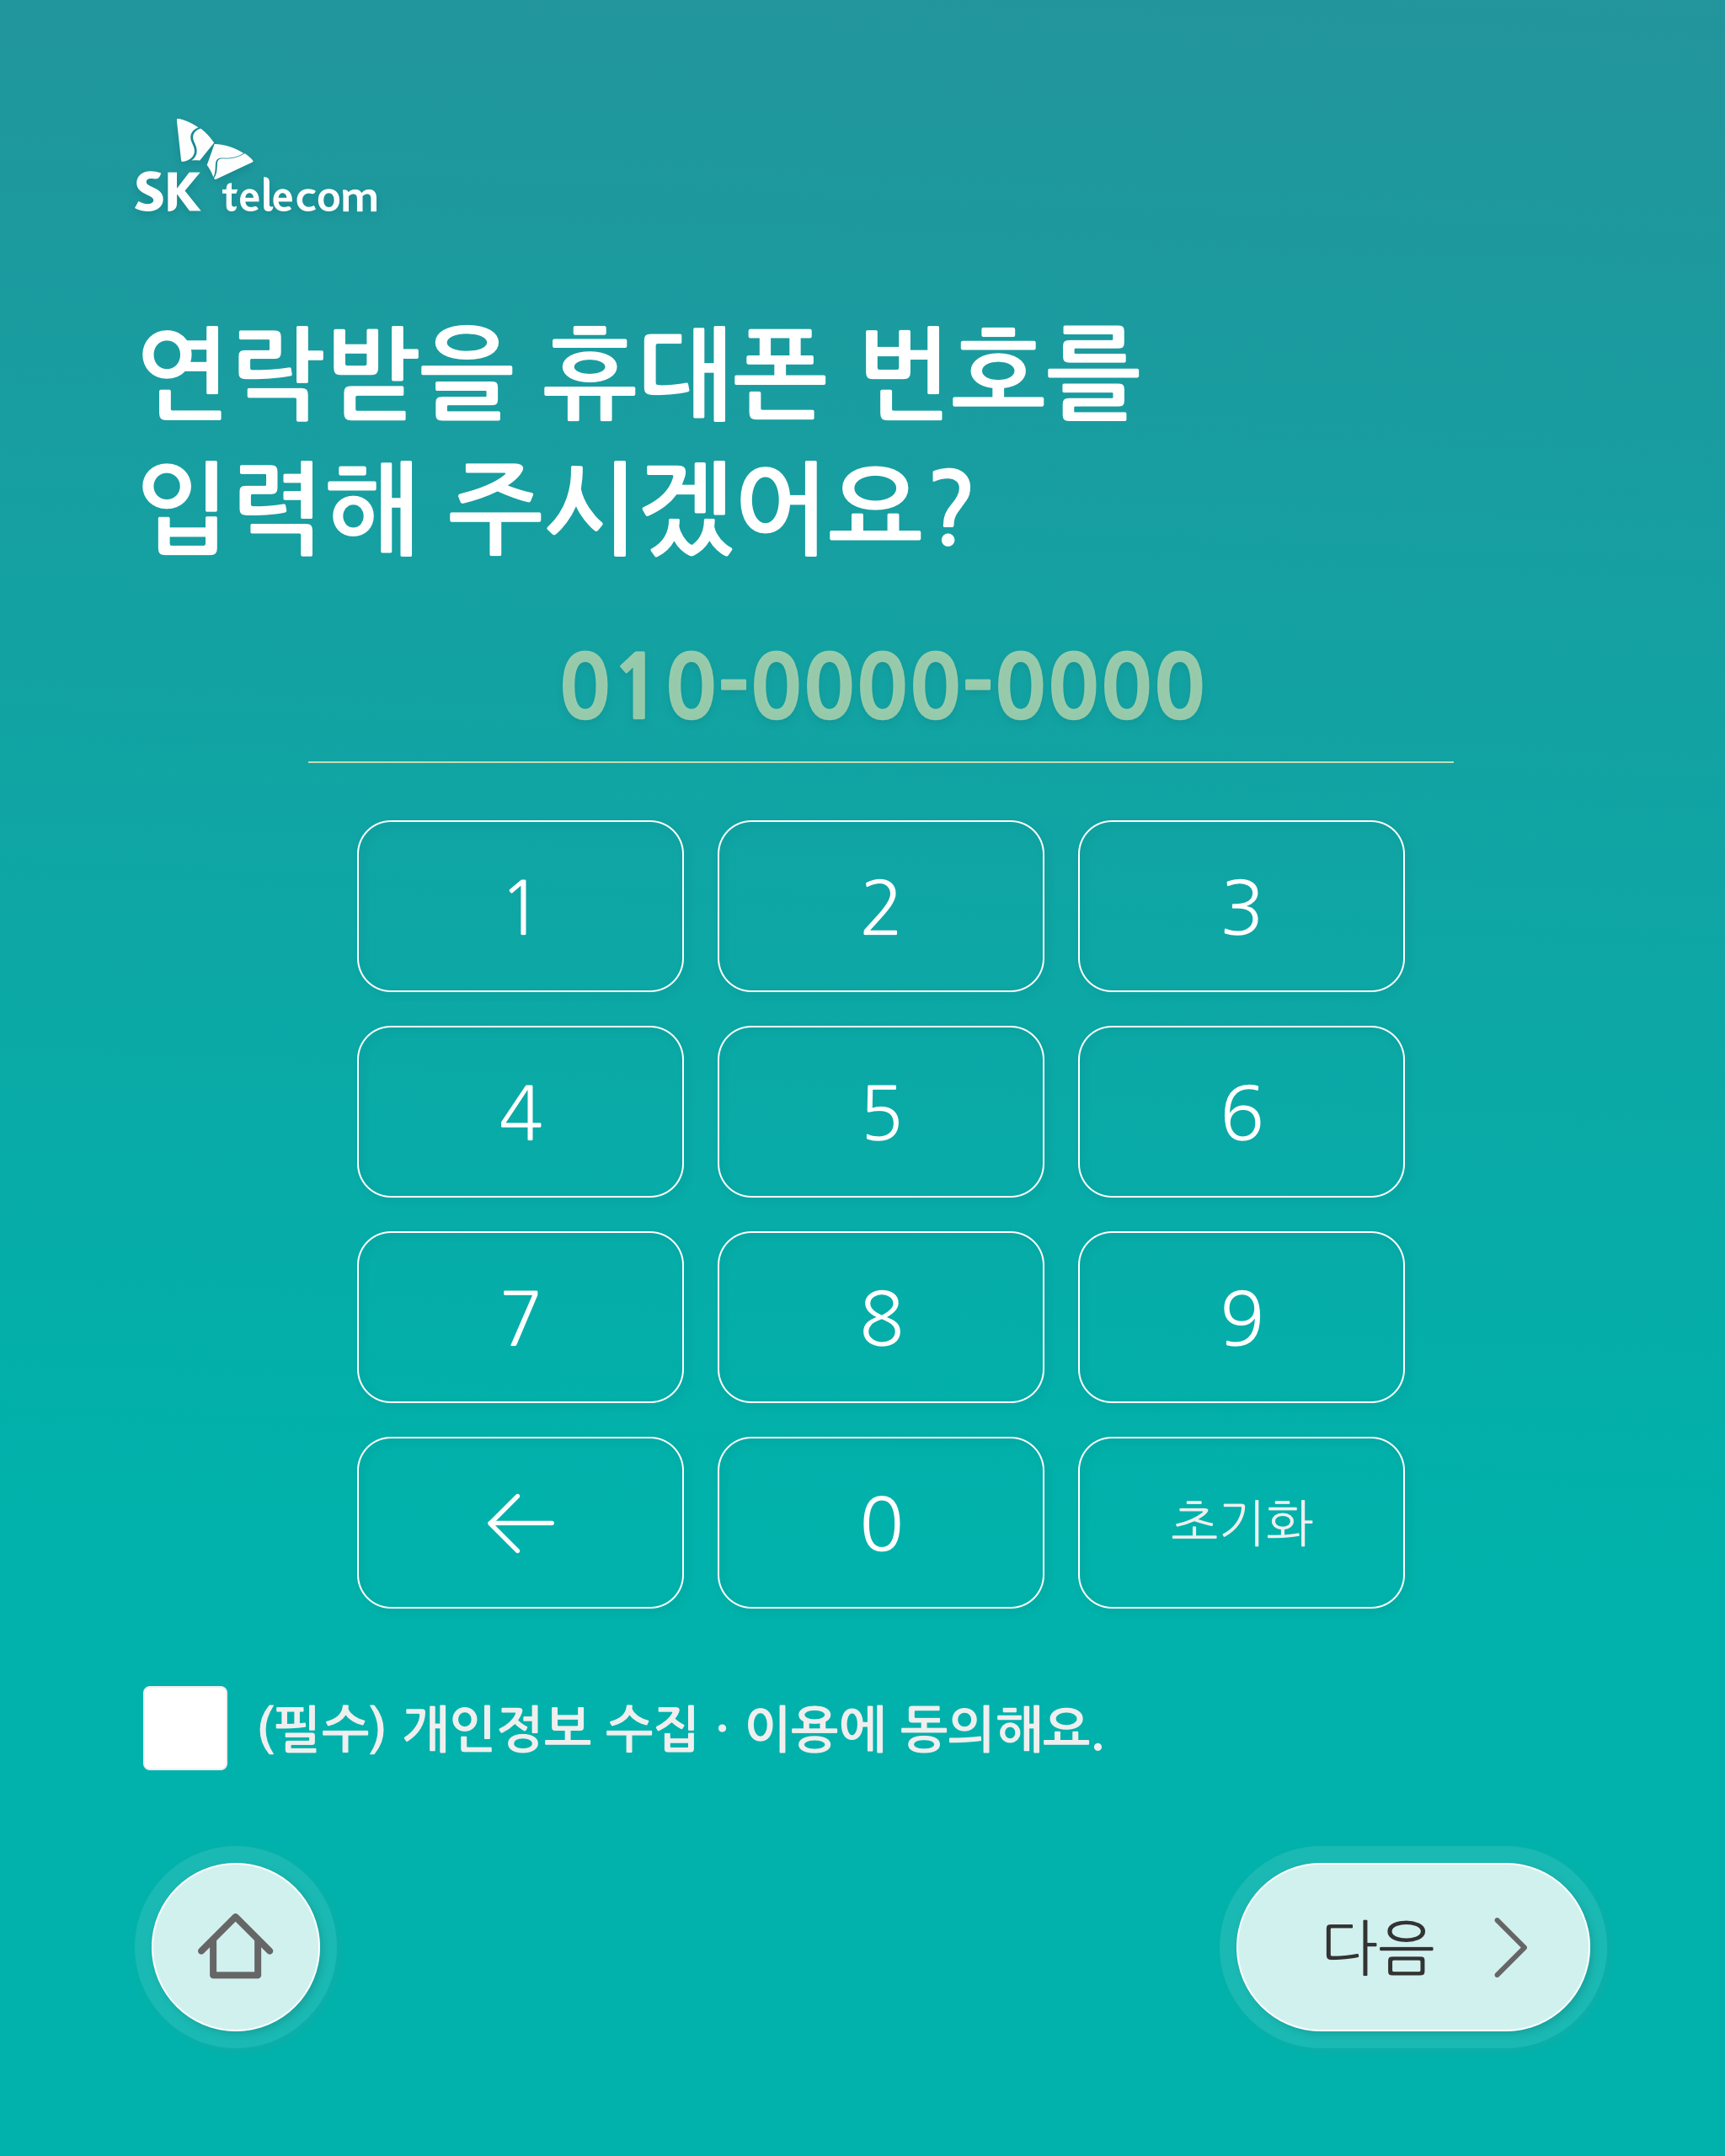 SK telecom
연락받을 휴대폰 번호를
입력해 주시겠어요?
010-0000-0000
1 2 3
4 5 6
7 8 9
0 초기화
(필수) 개인정보 수집 · 이용에 동의해요.
다음